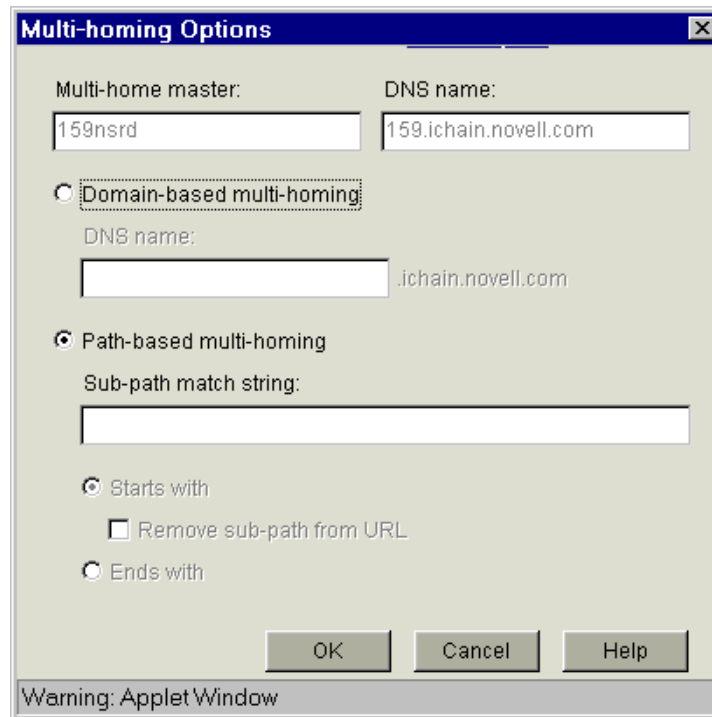 Multi-homing Options
Multi-home master: DNS name:
159nsrd 159.ichain.novell.com
Domain-based multi-homing
DNS name:
.ichain.novell.com
Path-based multi-homing
Sub-path match string:
Starts with
Remove sub-path from URL
Ends with
OK Cancel Help
Warning: Applet Window